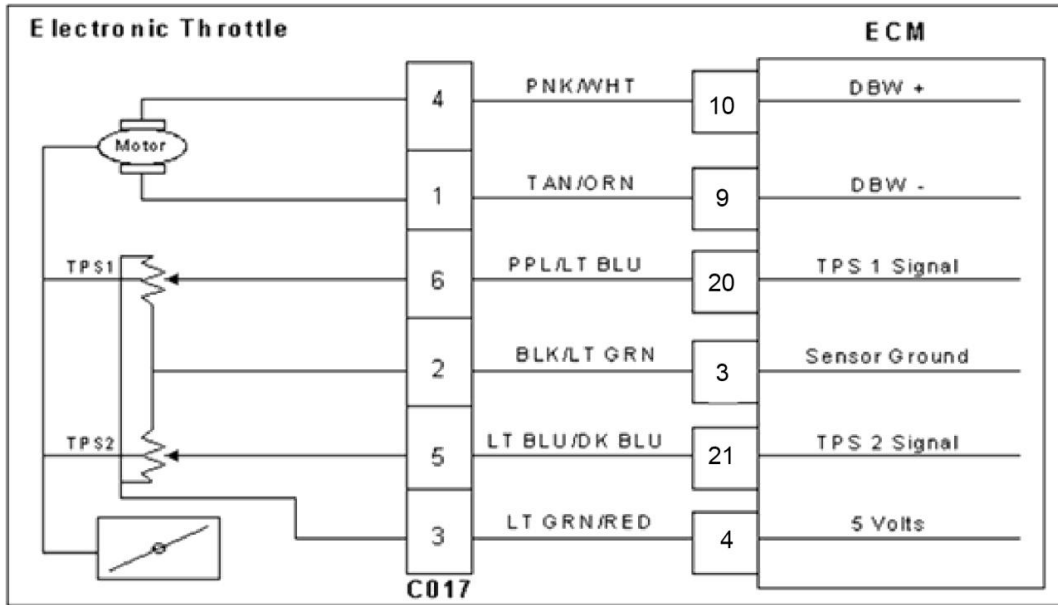 Electronic Throttle
ECM
4
PNK/WHT
10
DBW +
Motor
1
TAN/ORN
9
DBW -
TPS1
6
PPL/LT BLU
20
TPS 1 Signal
2
BLK/LT GRN
3
Sensor Ground
TPS2
5
LT BLU/DK BLU
21
TPS 2 Signal
3
LT GRN/RED
4
5 Volts
C017